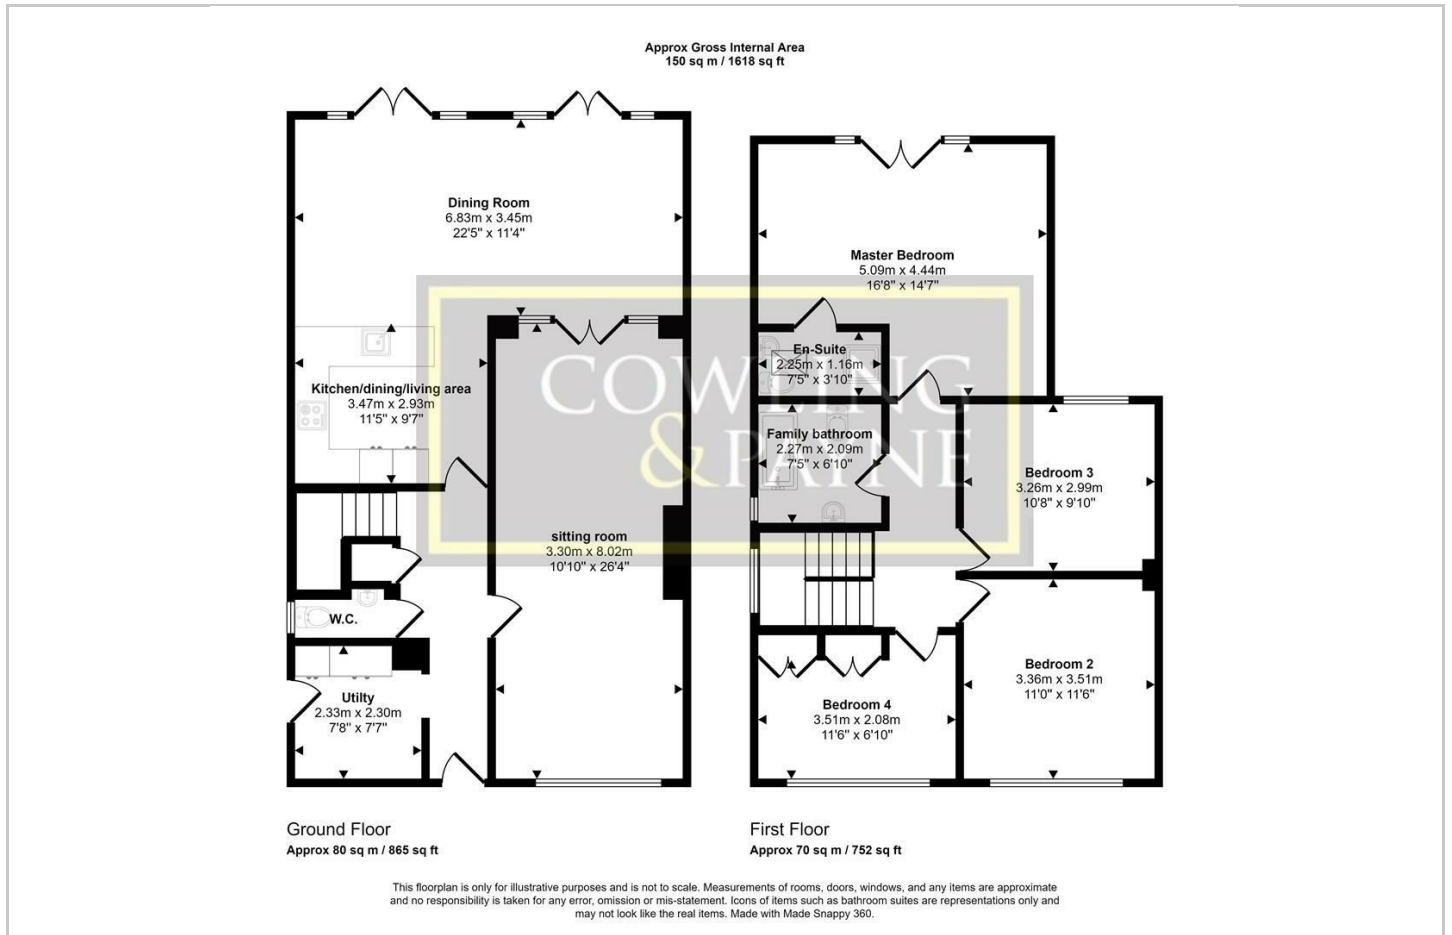 Approx Gross Internal Area
150 sq m / 1618 sq ft
Dining Room
6.83m x 3.45m
22'5" x 11'4"
Kitchen/dining/living area
3.47m x 2.93m
11'5" x 9'7"
sitting room
3.30m x 8.02m
10'10" x 26'4"
W.C.
Utilty
2.33m x 2.30m
7'8" x 7'7"
Master Bedroom
5.09m x 4.44m
16'8" x 14'7"
En-Suite
2.25m x 1.16m
7'5" x 3'10"
Family bathroom
2.27m x 2.09m
7'5" x 6'10"
Bedroom 3
3.26m x 2.99m
10'8" x 9'10"
Bedroom 2
3.36m x 3.51m
11'0" x 11'6"
Bedroom 4
3.51m x 2.08m
11'6" x 6'10"
COWLING
& PAYNE
Ground Floor
Approx 80 sq m / 865 sq ft
First Floor
Approx 70 sq m / 752 sq ft
This floorplan is only for illustrative purposes and is not to scale. Measurements of rooms, doors, windows, and any items are approximate
and no responsibility is taken for any error, omission or mis-statement. Icons of items such as bathroom suites are representations only and
may not look like the real items. Made with Made Snappy 360.